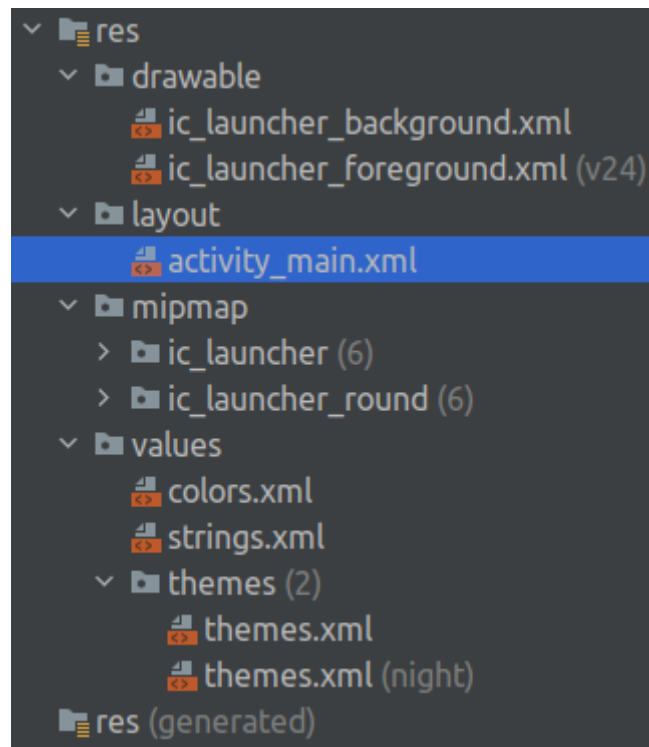 res
drawable
ic_launcher_background.xml
ic_launcher_foreground.xml (v24)
layout
activity_main.xml
mipmap
ic_launcher (6)
ic_launcher_round (6)
values
colors.xml
strings.xml
themes (2)
themes.xml
themes.xml (night)
res (generated)